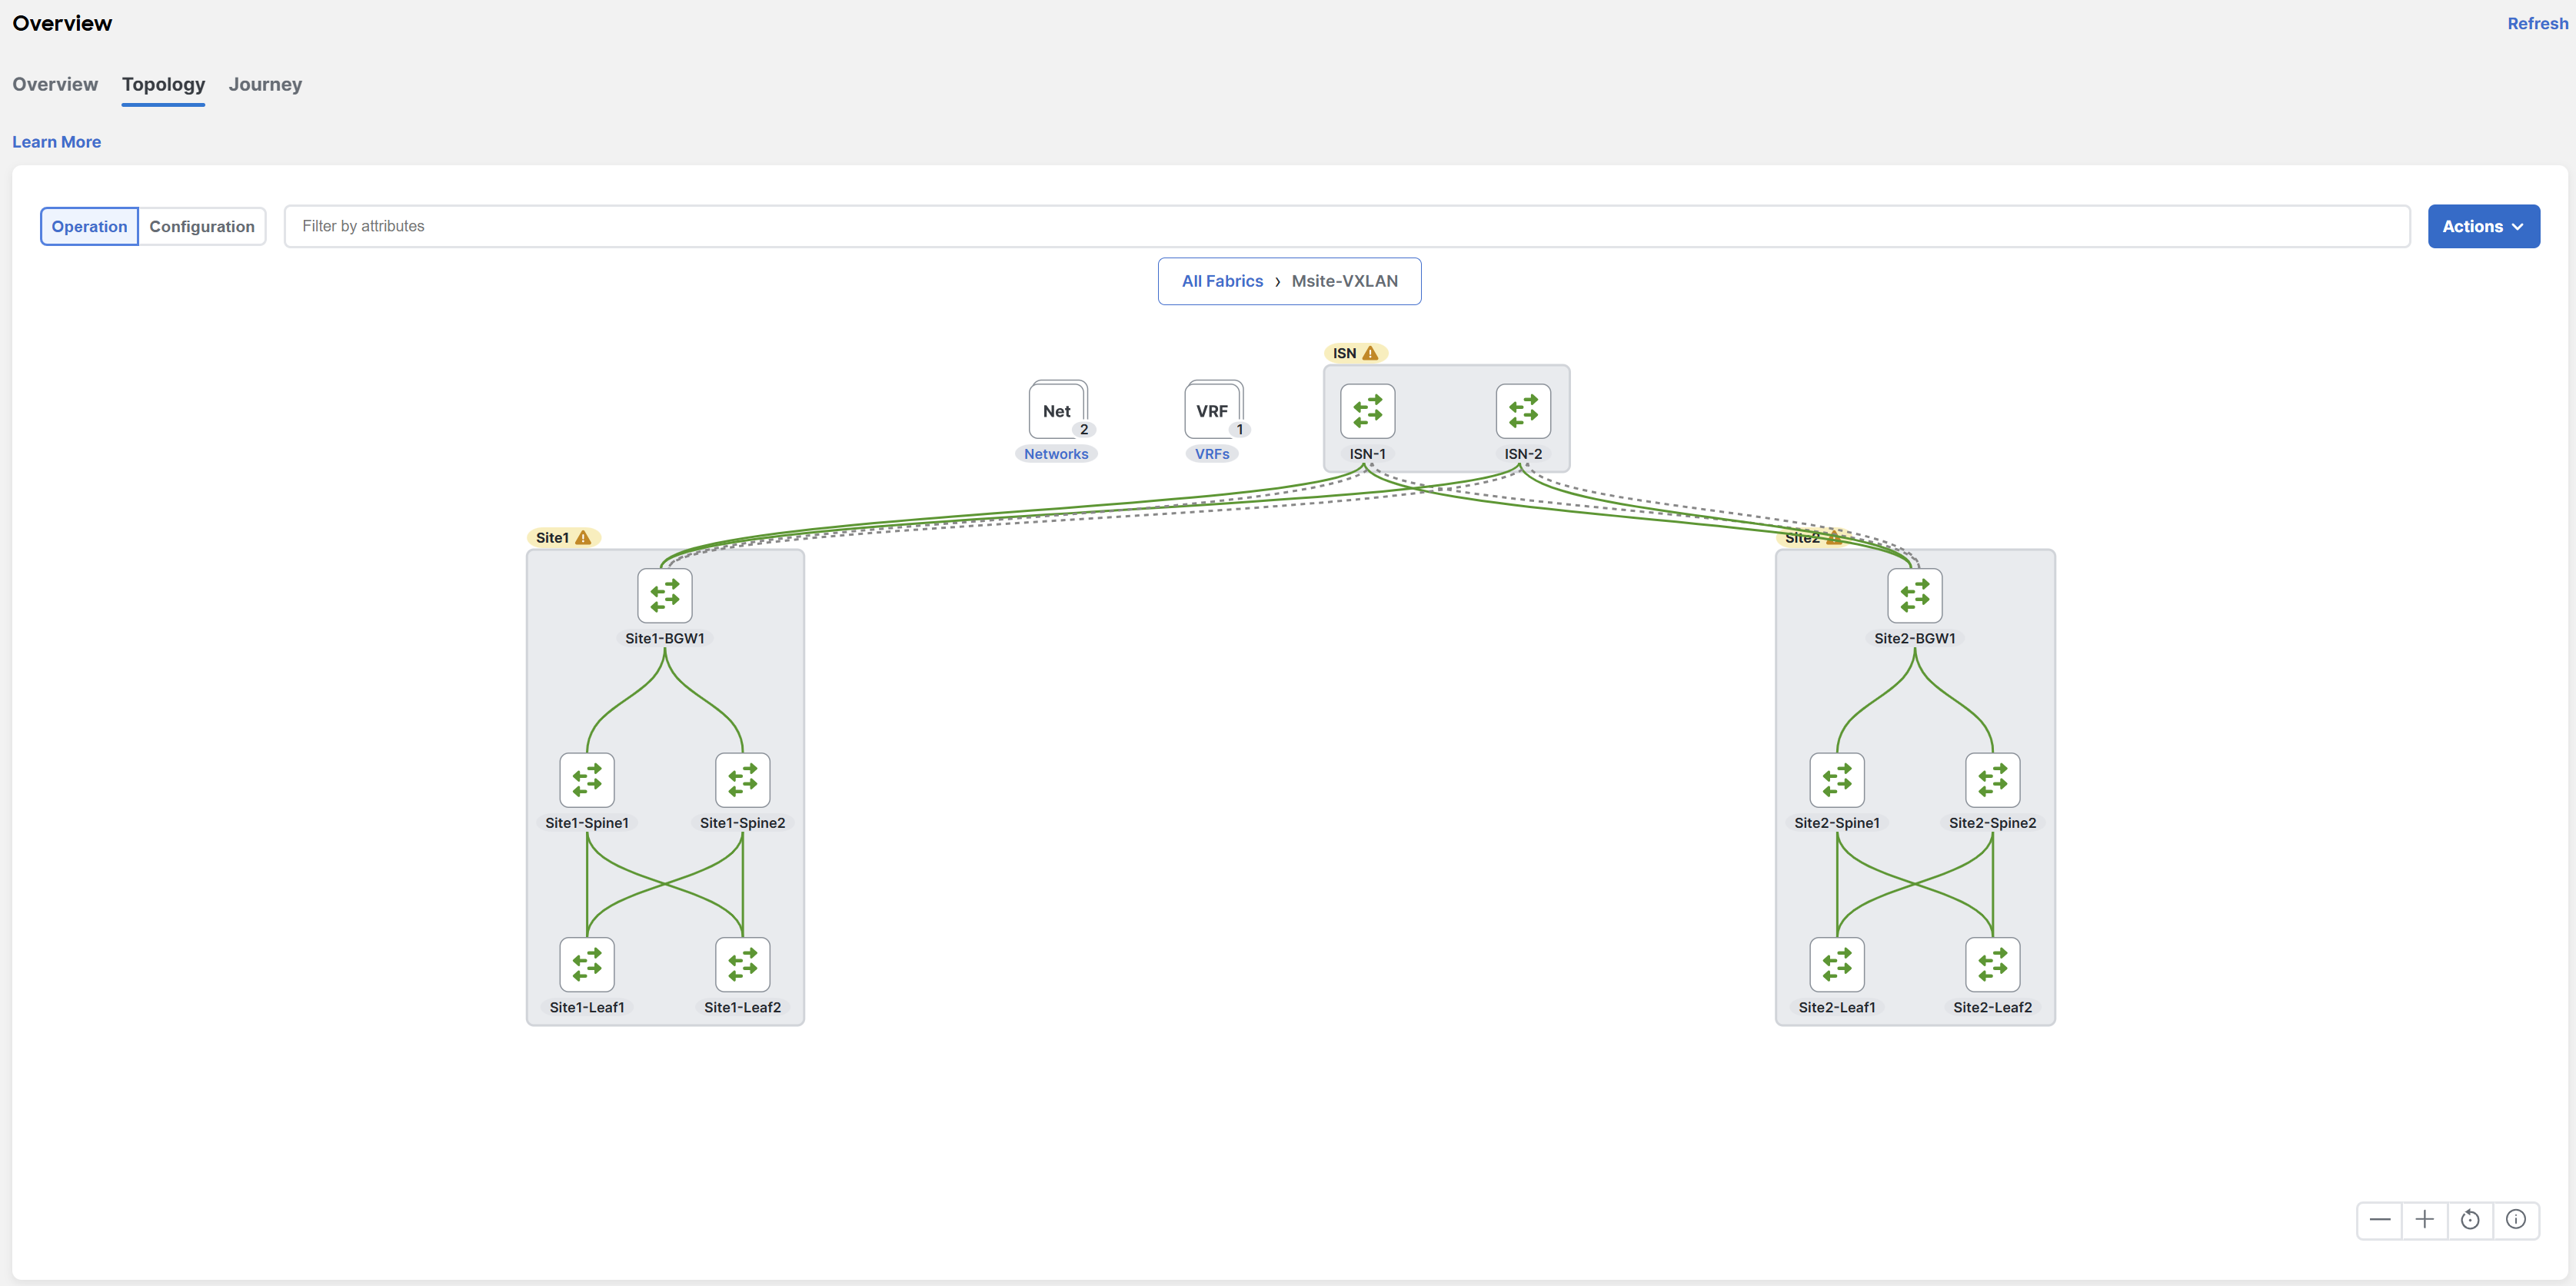 Overview
Refresh
Overview Topology Journey
Learn More
Operation Configuration Filter by attributes Actions
All Fabrics › Msite-VXLAN
ISN
Net VRF
2 1
Networks VRFs ISN-1 ISN-2
Site1 Site2
Site1-BGW1 Site2-BGW1
Site1-Spine1 Site1-Spine2 Site2-Spine1 Site2-Spine2
Site1-Leaf1 Site1-Leaf2 Site2-Leaf1 Site2-Leaf2